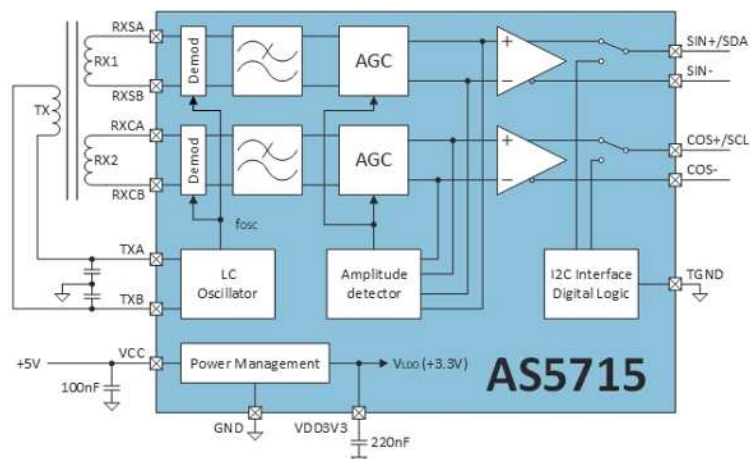 RXSA
RX1
RXSB
TX
RXCA
RX2
RXCB
TXA
TXB
+5V
VCC
100nF
Demod
AGC
Demod
AGC
fosc
LC
Oscillator
Amplitude
detector
I2C Interface
Digital Logic
+
−
+
−
SIN+/SDA
SIN-
COS+/SCL
COS-
TGND
Power Management
VLDO (+3.3V)
AS5715
GND
VDD3V3
220nF